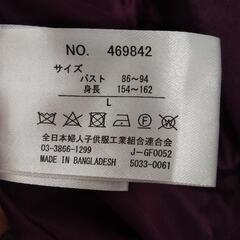 NO. 469842
サイズ
バスト 86～94
身長 154～162
L
全日本婦人子供服工業組合連合会
03-3856-1299 J-GF0052
MADE IN BANGLADESH 5033-0061